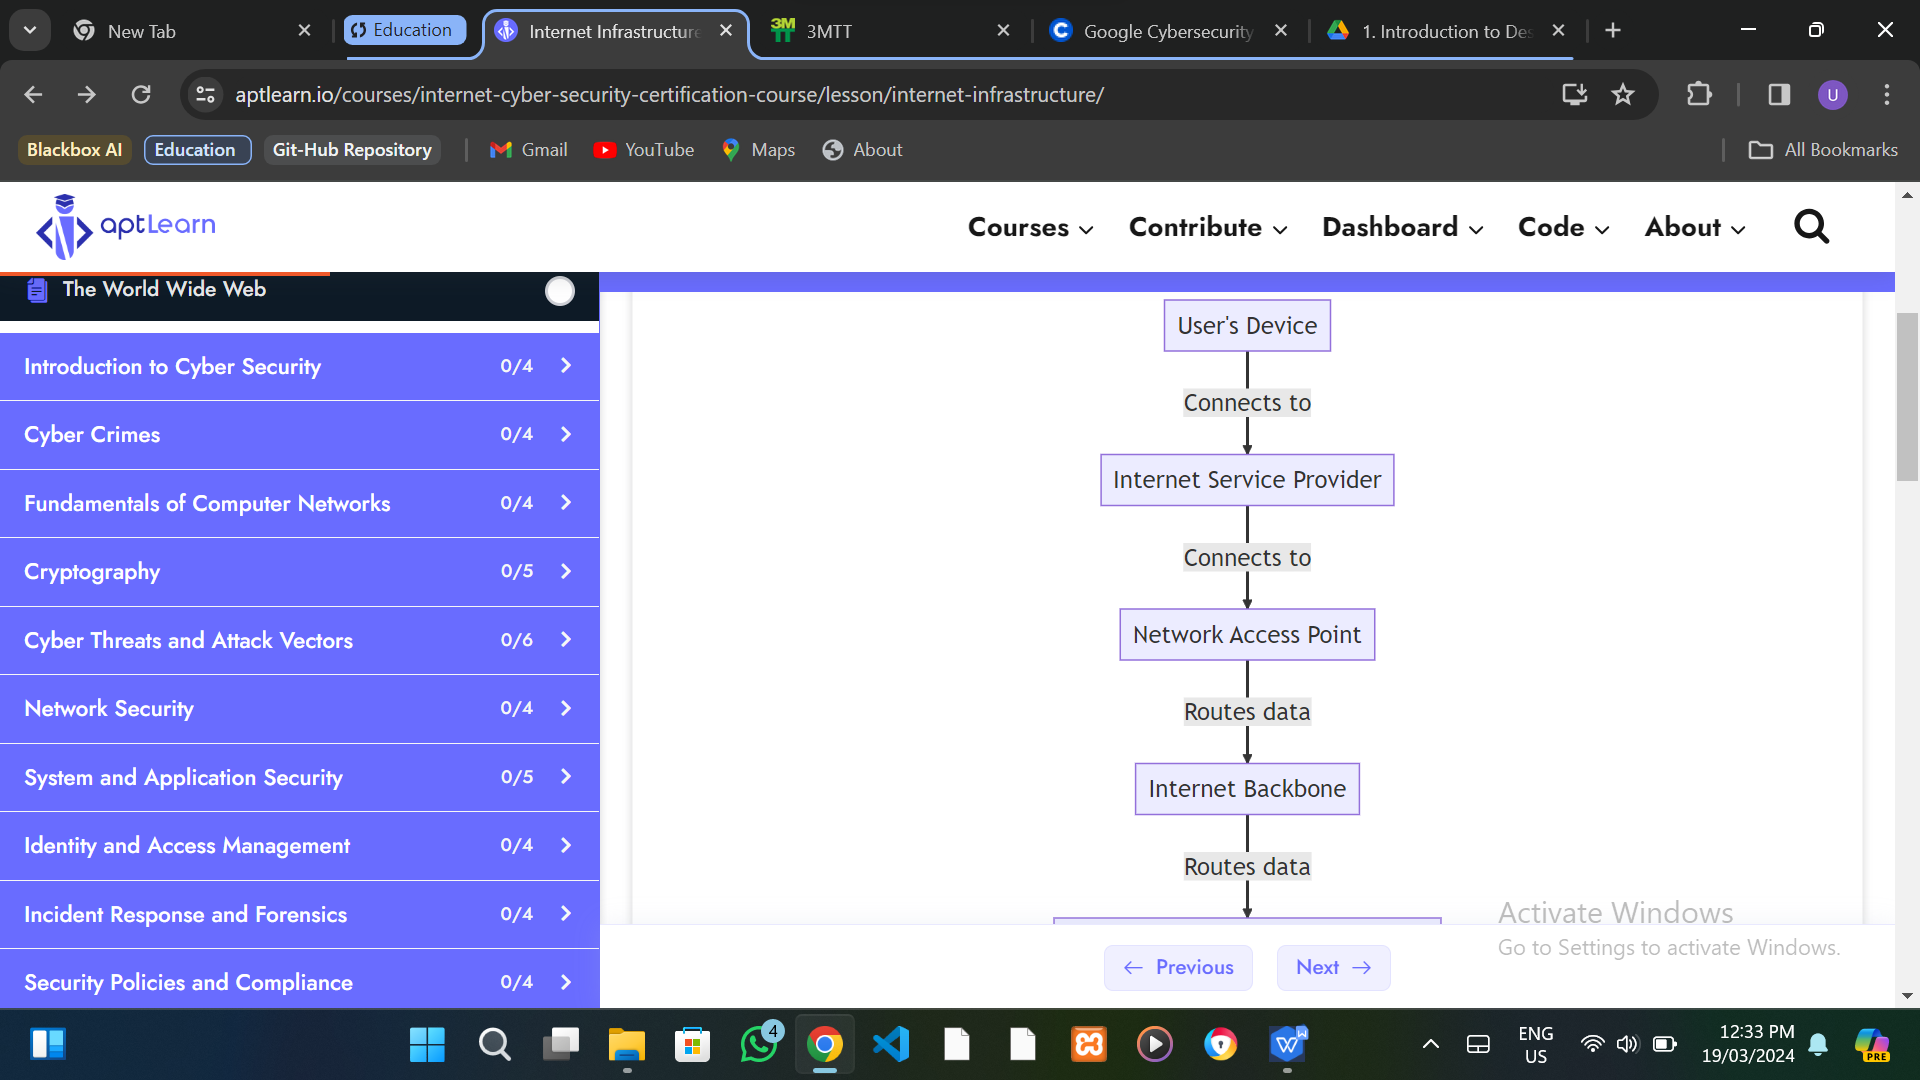 New Tab
Education
Internet Infrastructure
3MTT
Google Cybersecurity
1. Introduction to Des
aptlearn.io/courses/internet-cyber-security-certification-course/lesson/internet-infrastructure/
U
Blackbox AI
Education
Git-Hub Repository
Gmail
YouTube
Maps
About
All Bookmarks
aptLearn
Courses
Contribute
Dashboard
Code
About
The World Wide Web
Introduction to Cyber Security 0/4
Cyber Crimes 0/4
Fundamentals of Computer Networks 0/4
Cryptography 0/5
Cyber Threats and Attack Vectors 0/6
Network Security 0/4
System and Application Security 0/5
Identity and Access Management 0/4
Incident Response and Forensics 0/4
Security Policies and Compliance 0/4
User's Device
Connects to
Internet Service Provider
Connects to
Network Access Point
Routes data
Internet Backbone
Routes data
Activate Windows
Go to Settings to activate Windows.
← Previous
Next →
4
ENG
US
12:33 PM
19/03/2024
PRE